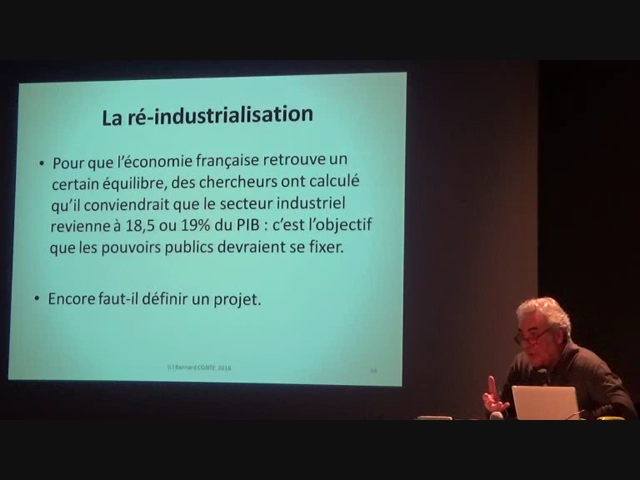 La ré-industrialisation
• Pour que l'économie française retrouve un
certain équilibre, des chercheurs ont calculé
qu'il conviendrait que le secteur industriel
revienne à 18,5 ou 19% du PIB : c'est l'objectif
que les pouvoirs publics devraient se fixer.
• Encore faut-il définir un projet.
(c) Bernard